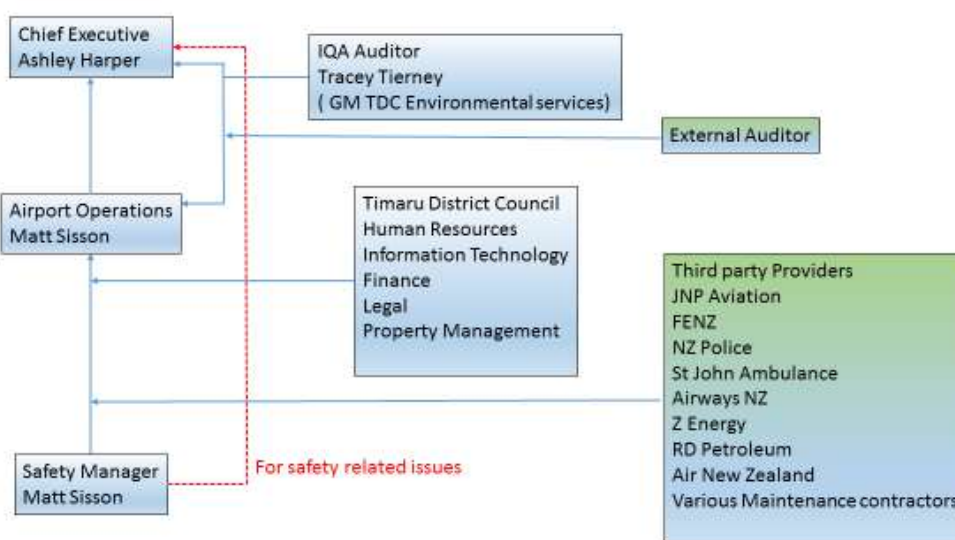 Chief Executive
Ashley Harper
IQA Auditor
Tracey Tierney
( GM TDC Environmental services)
External Auditor
Airport Operations
Matt Sisson
Timaru District Council
Human Resources
Information Technology
Finance
Legal
Property Management
Third party Providers
JNP Aviation
FENZ
NZ Police
St John Ambulance
Airways NZ
Z Energy
RD Petroleum
Air New Zealand
Various Maintenance contractors
Safety Manager
Matt Sisson
For safety related issues